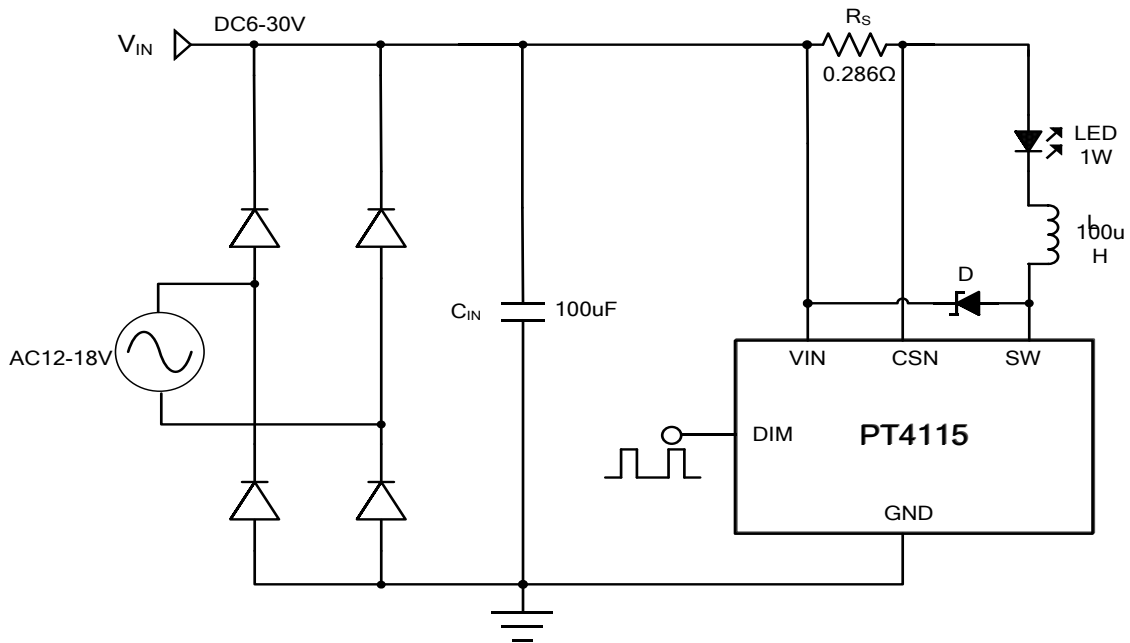 DC6-30V
VIN
RS
0.286Ω
LED
1W
L
100u
H
D
CIN
100uF
AC12-18V
VIN
CSN
SW
DIM
PT4115
GND